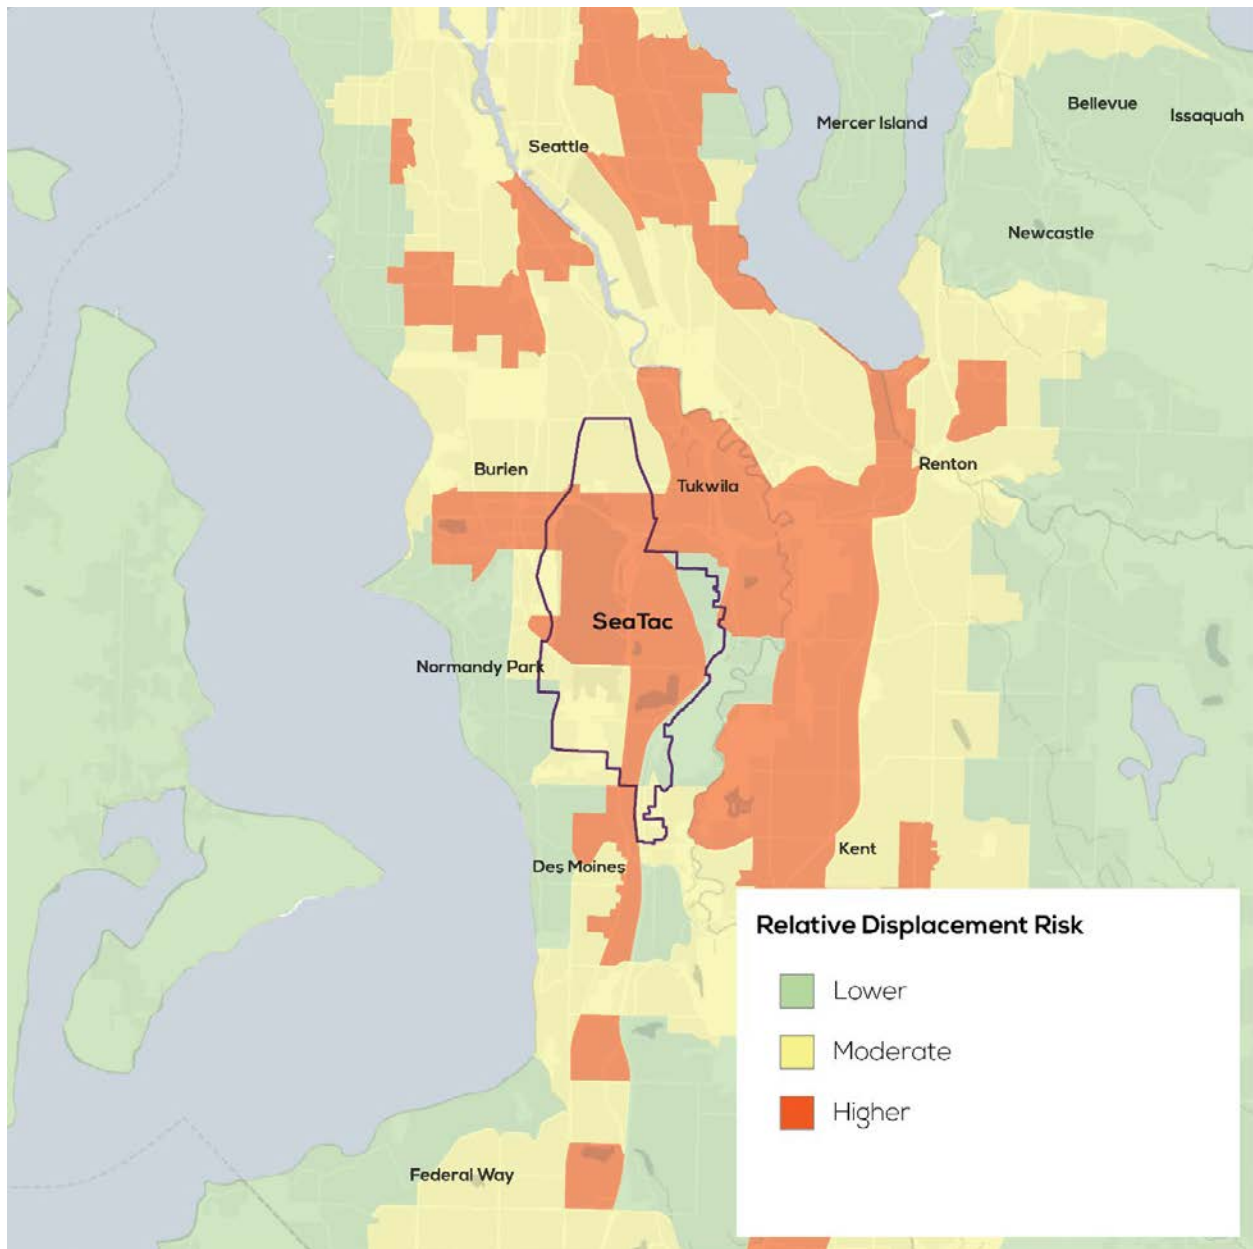 Bellevue
Issaquah
Mercer Island
Seattle
Newcastle
Burien
Renton
Tukwila
SeaTac
Normandy Park
Kent
Des Moines
Relative Displacement Risk
Lower
Moderate
Higher
Federal Way